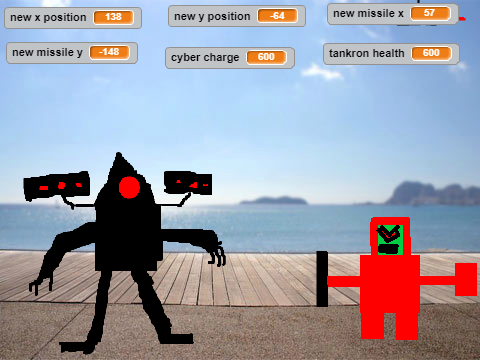 new x position 138
new y position -64
new missile x 57
new missile y -148
cyber charge 600
tankron health 600